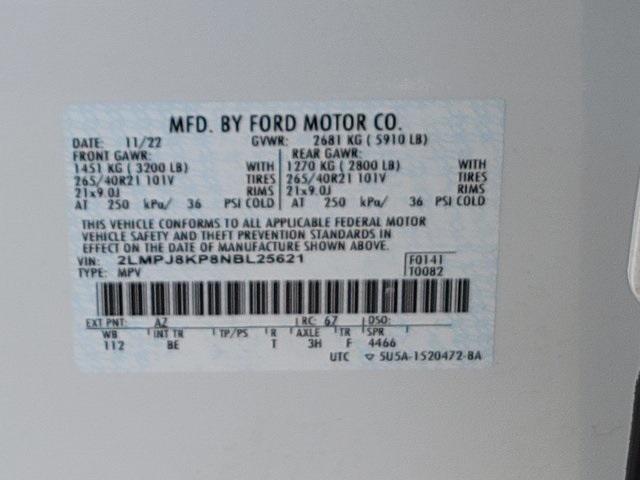 MFD. BY FORD MOTOR CO.
DATE: 11/22 GVWR: 2681 KG ( 5910 LB)
FRONT GAWR: REAR GAWR:
1451 KG ( 3200 LB) WITH 1270 KG ( 2800 LB) WITH
265/40R21 101V TIRES 265/40R21 101V TIRES
21x9.0J RIMS 21x9.0J RIMS
AT 250 kPa/ 36 PSI COLD AT 250 kPa/ 36 PSI COLD
THIS VEHICLE CONFORMS TO ALL APPLICABLE FEDERAL MOTOR
VEHICLE SAFETY AND THEFT PREVENTION STANDARDS IN
EFFECT ON THE DATE OF MANUFACTURE SHOWN ABOVE.
VIN: 2LMPJ8KP8NBL25621 F0141
TYPE: MPV T0082
EXT PNT: AZ RC: 67 DSO:
WB INT TR TP/PS R AXLE TR SPR
112 BE T 3H F 4466
UTC 5U5A-1520472-BA